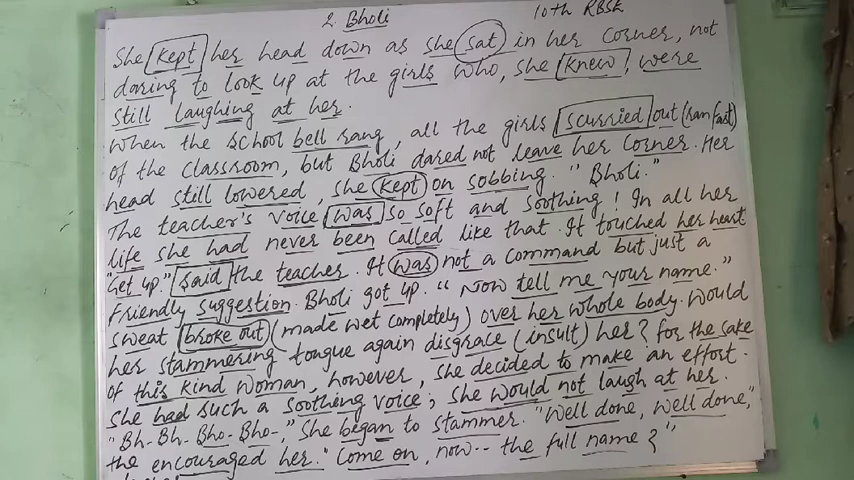 2. Bholi 10th RBSE
She kept her head down as she sat in her corner, not
daring to look up at the girls who, she knew, were
still laughing at her.
When the school bell rang, all the girls scurried out (ran fast)
of the classroom, but Bholi dared not leave her corner. Her
head still lowered, she kept on sobbing. "Bholi."
The teacher's voice was so soft and soothing! In all her
life she had never been called like that. It touched her heart
"Get up." said the teacher. It was not a command but just a
friendly suggestion. Bholi got up. "Now tell me your name."
Sweat broke out (made wet completely) over her whole body. Would
her stammering tongue again disgrace (insult) her? for the sake
of this kind woman, however, she decided to make an effort.
She had such a soothing voice; she would not laugh at her.
"Bh-Bh-Bho-Bho-," She began to stammer. "Well done, well done,"
the encouraged her. "Come on, now-- the full name?"